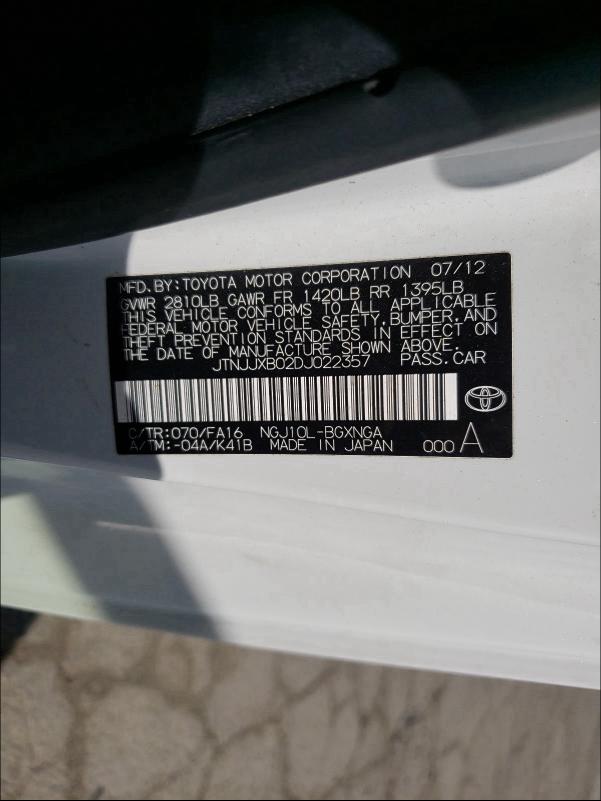 MFD.BY:TOYOTA MOTOR CORPORATION 07/12
GVWR 2810LB GAWR FR 1420LB RR 1395LB
THIS VEHICLE CONFORMS TO ALL APPLICABLE
FEDERAL MOTOR VEHICLE SAFETY, BUMPER, AND
THEFT PREVENTION STANDARDS IN EFFECT ON
THE DATE OF MANUFACTURE SHOWN ABOVE.
JTNJJXB02DJ022357 PASS.CAR
C/TR:070/FA16 NGJ10L-BGXNGA
A/TM:-04A/K41B MADE IN JAPAN 000A